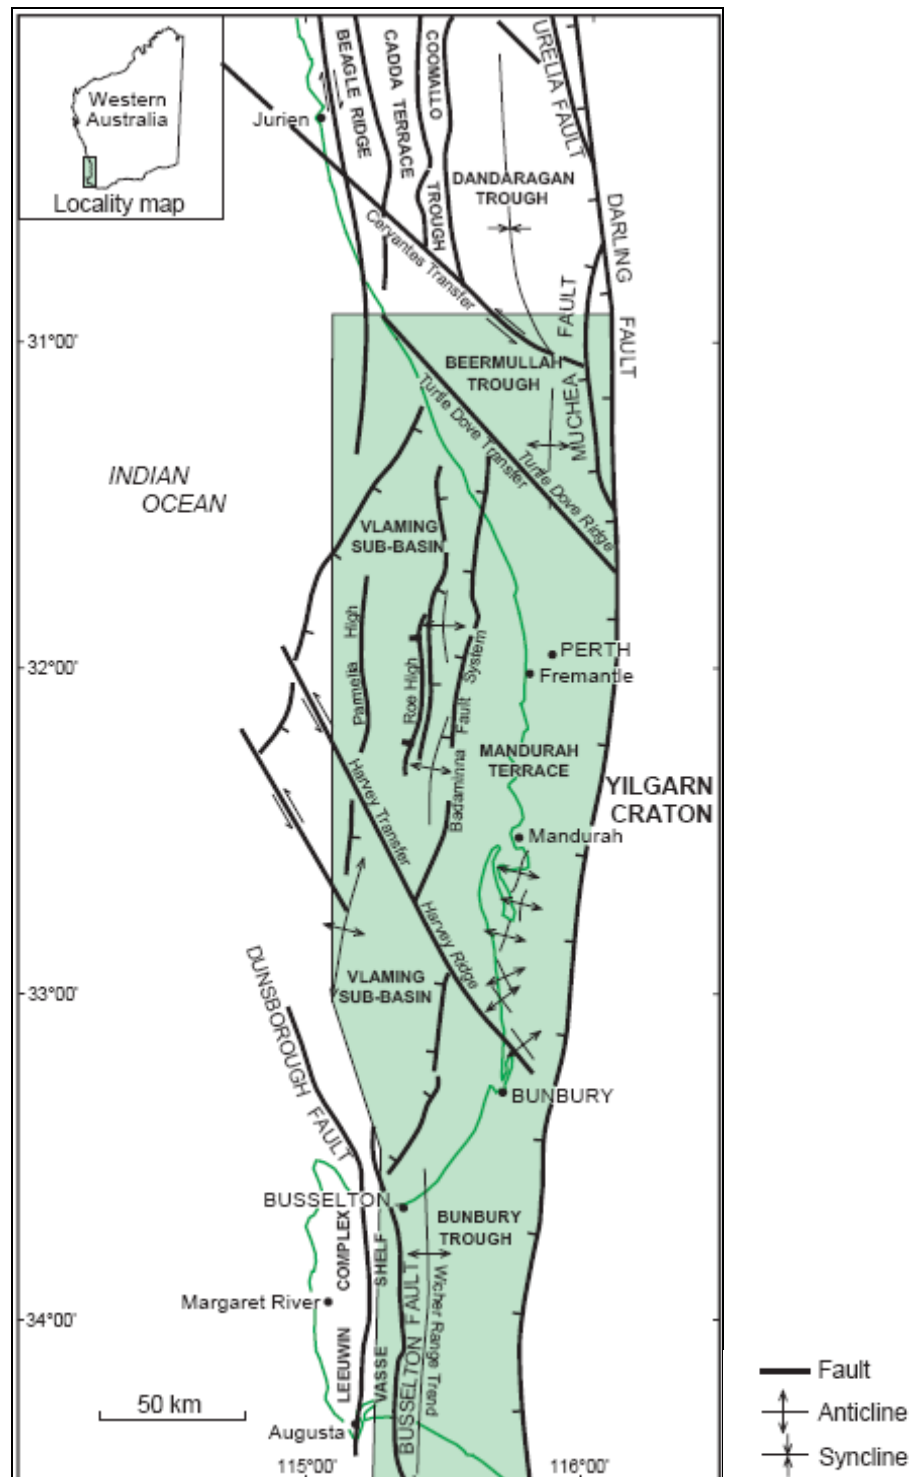 Western
Australia
Locality map
Jurien
BEAGLE RIDGE
CADDA TERRACE
COOMALLO TROUGH
URELLA FAULT
DANDARAGAN
TROUGH
DARLING FAULT
Cervantes Transfer
MUCHEA FAULT
31°00'
BEERMULLAH
TROUGH
Turtle Dove Transfer
Turtle Dove Ridge
INDIAN
OCEAN
VLAMING
SUB-BASIN
Parmelia High
Roe High
Badaminna Fault System
PERTH
Fremantle
32°00'
MANDURAH
TERRACE
YILGARN
CRATON
Harvey Transfer
Mandurah
Harvey Ridge
DUNSBOROUGH FAULT
VLAMING
SUB-BASIN
33°00'
BUNBURY
BUSSELTON
BUNBURY
TROUGH
LEEUWIN COMPLEX
VASSE SHELF
BUSSELTON FAULT
Wicher Range Trend
Margaret River
34°00'
50 km
Augusta
115°00'
116°00'
Fault
Anticline
Syncline